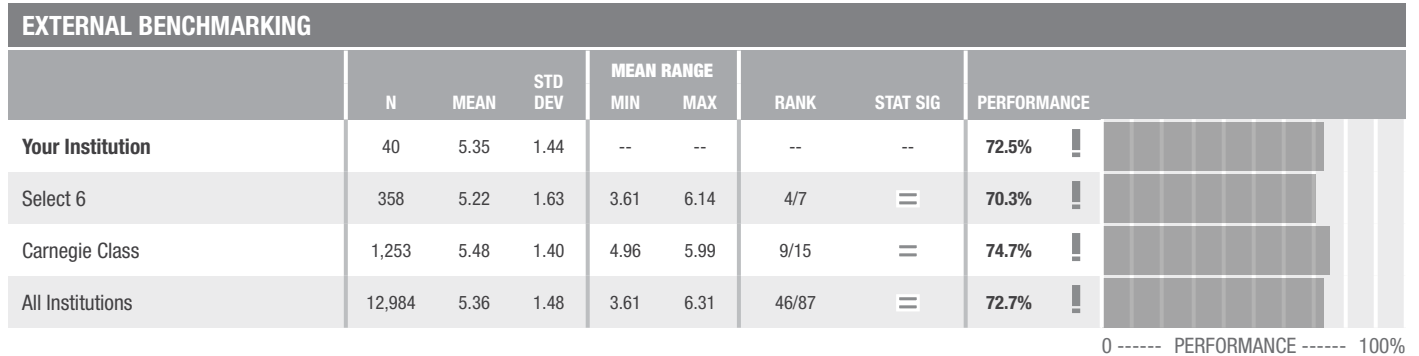 EXTERNAL BENCHMARKING
N MEAN STD DEV MEAN RANGE MIN MAX RANK STAT SIG PERFORMANCE
Your Institution 40 5.35 1.44 -- -- -- -- 72.5% !
Select 6 358 5.22 1.63 3.61 6.14 4/7 = 70.3% !
Carnegie Class 1,253 5.48 1.40 4.96 5.99 9/15 = 74.7% !
All Institutions 12,984 5.36 1.48 3.61 6.31 46/87 = 72.7% !
0 ------ PERFORMANCE ------ 100%